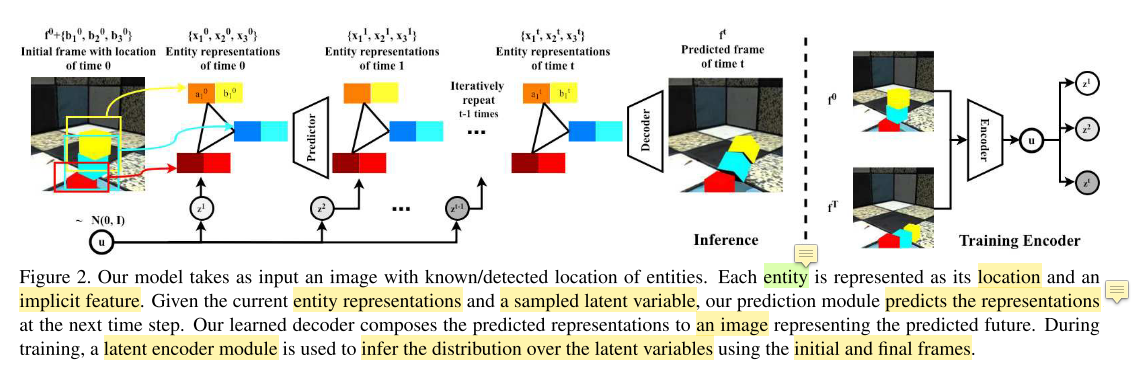 f⁰+{b₁⁰, b₂⁰, b₃⁰}
Initial frame with location
of time 0
{x₁⁰, x₂⁰, x₃⁰}
Entity representations
of time 0
{x₁¹, x₂¹, x₃¹}
Entity representations
of time 1
{x₁ᵗ, x₂ᵗ, x₃ᵗ}
Entity representations
of time t
fᵗ
Predicted frame
of time t
a₁⁰ b₁⁰
Predictor
Iteratively
repeat
t-1 times
...
a₁ᵗ b₁ᵗ
Decoder
~ N(0, I)
u
z¹
z²
...
zᵗ⁻¹
Inference
f⁰
fᵀ
Encoder
u
z¹
z²
zᵗ
Training Encoder
Figure 2. Our model takes as input an image with known/detected location of entities. Each entity is represented as its location and an
implicit feature. Given the current entity representations and a sampled latent variable, our prediction module predicts the representations
at the next time step. Our learned decoder composes the predicted representations to an image representing the predicted future. During
training, a latent encoder module is used to infer the distribution over the latent variables using the initial and final frames.